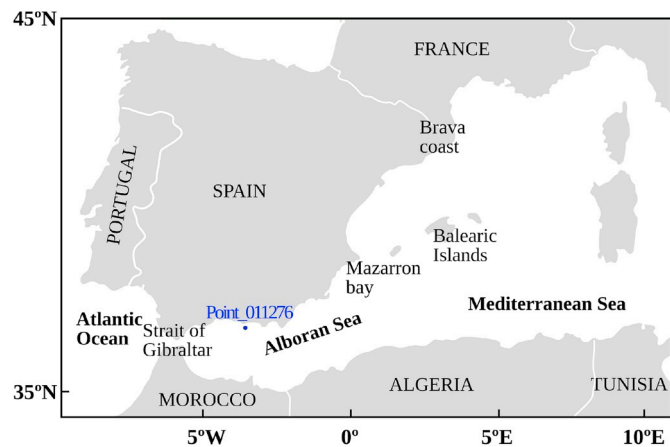 45ºN
FRANCE
Brava
coast
PORTUGAL
SPAIN
Balearic
Islands
Mazarron
bay
Mediterranean Sea
Point_011276
Atlantic
Ocean
Strait of
Gibraltar
Alboran Sea
35ºN
MOROCCO
ALGERIA
TUNISIA
5ºW
0º
5ºE
10ºE